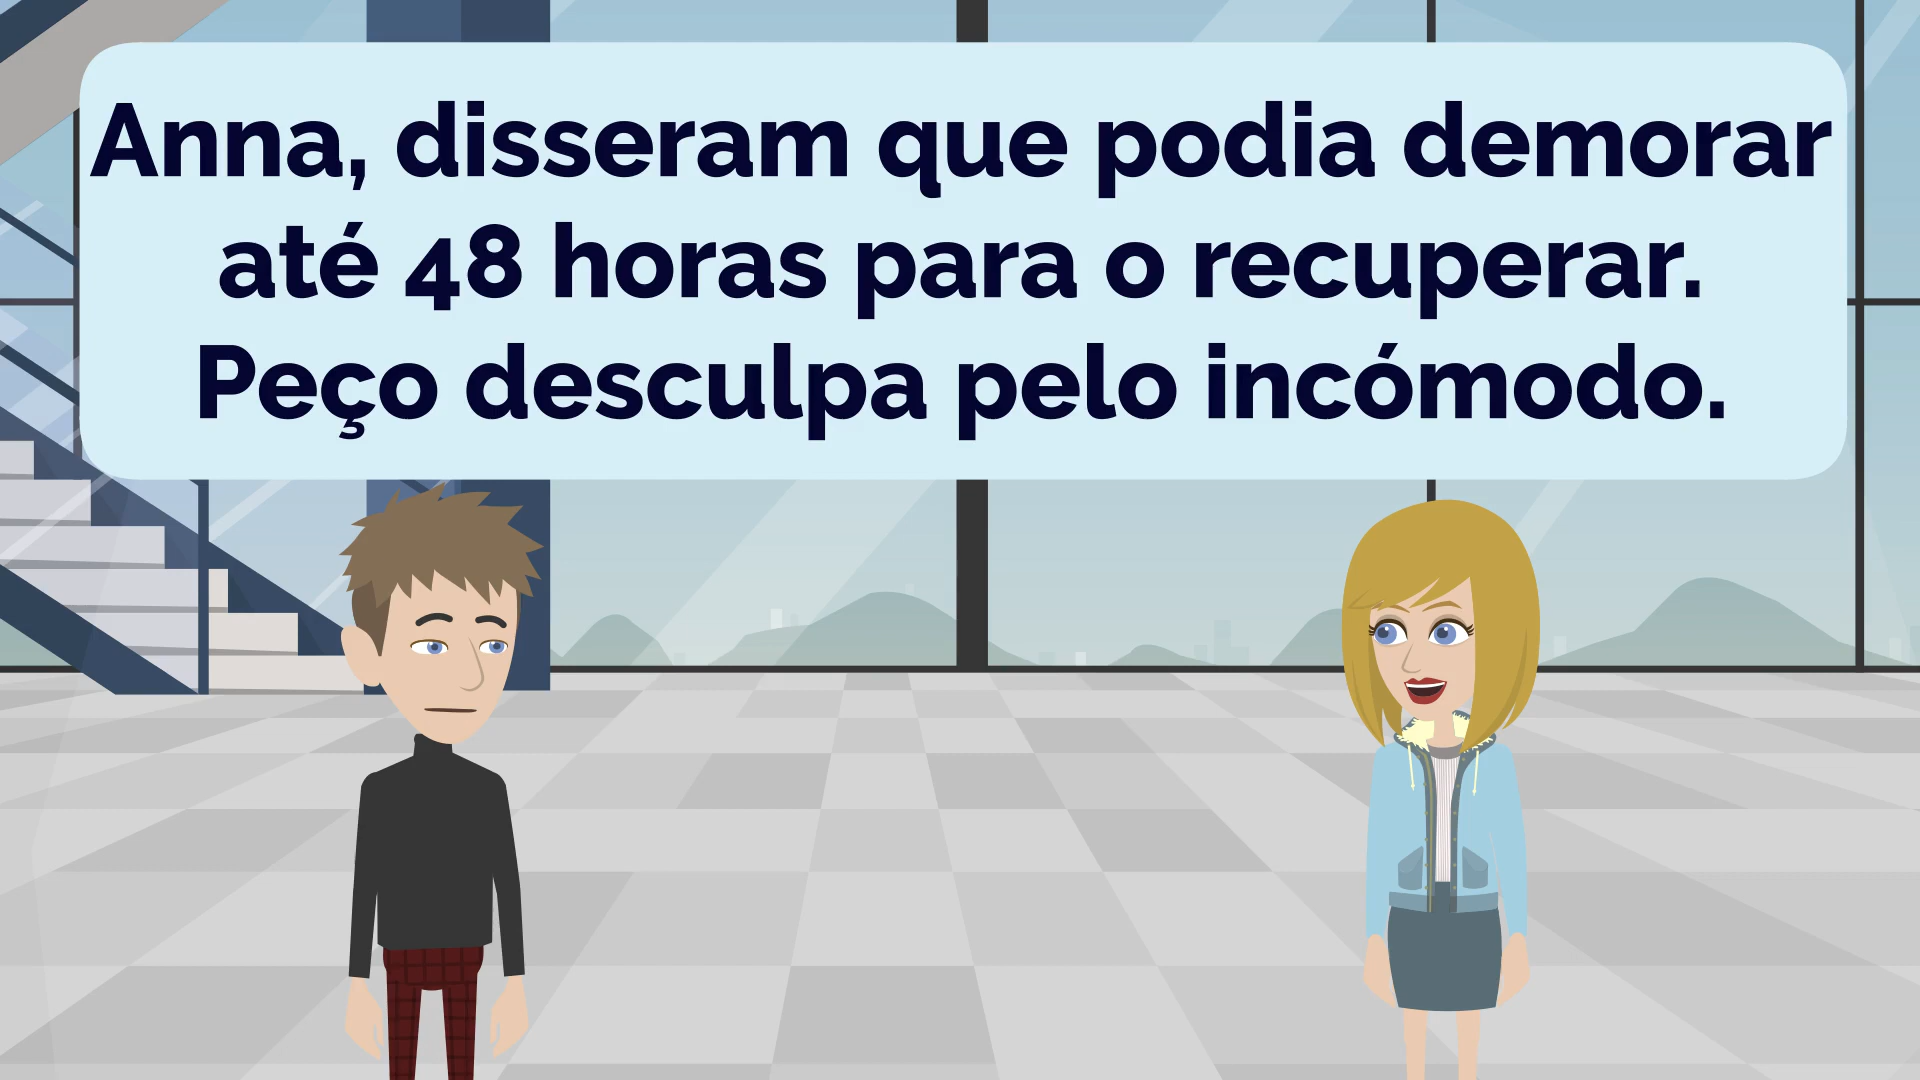 Anna, disseram que podia demorar
até 48 horas para o recuperar.
Peço desculpa pelo incómodo.